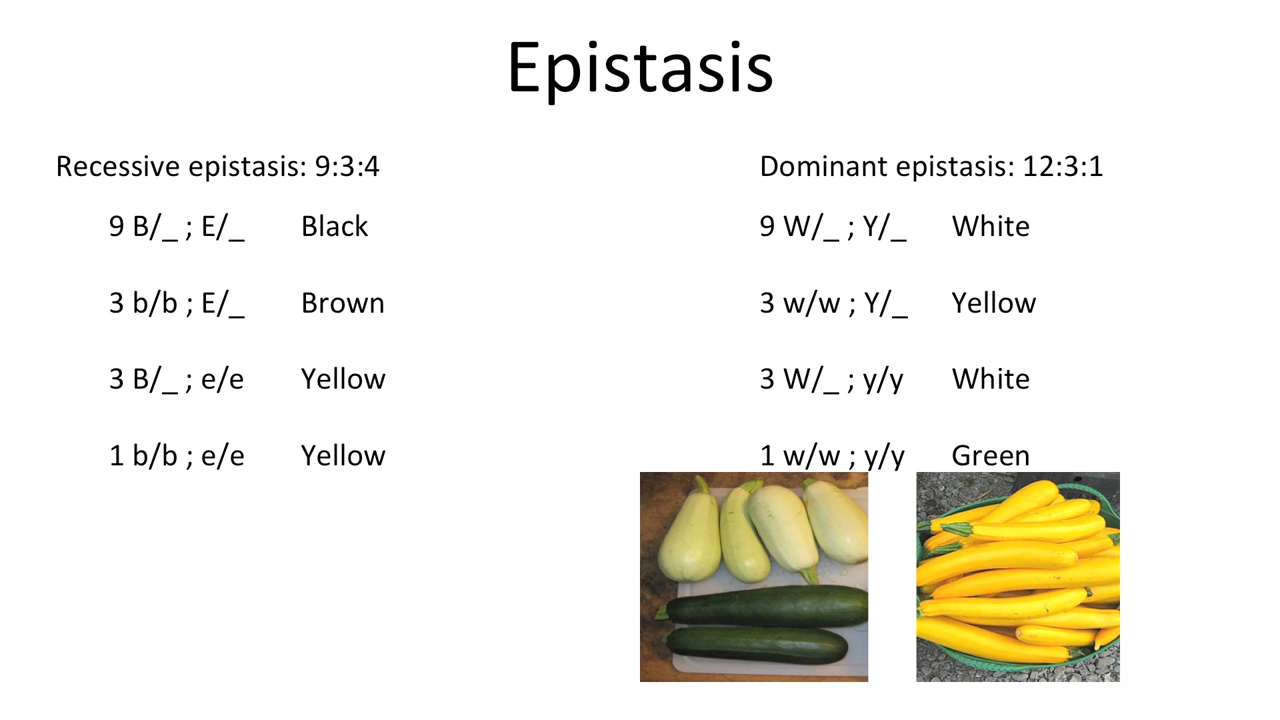 Epistasis
Recessive epistasis: 9:3:4
9 B/_ ; E/_ Black
3 b/b ; E/_ Brown
3 B/_ ; e/e Yellow
1 b/b ; e/e Yellow
Dominant epistasis: 12:3:1
9 W/_ ; Y/_ White
3 w/w ; Y/_ Yellow
3 W/_ ; y/y White
1 w/w ; y/y Green